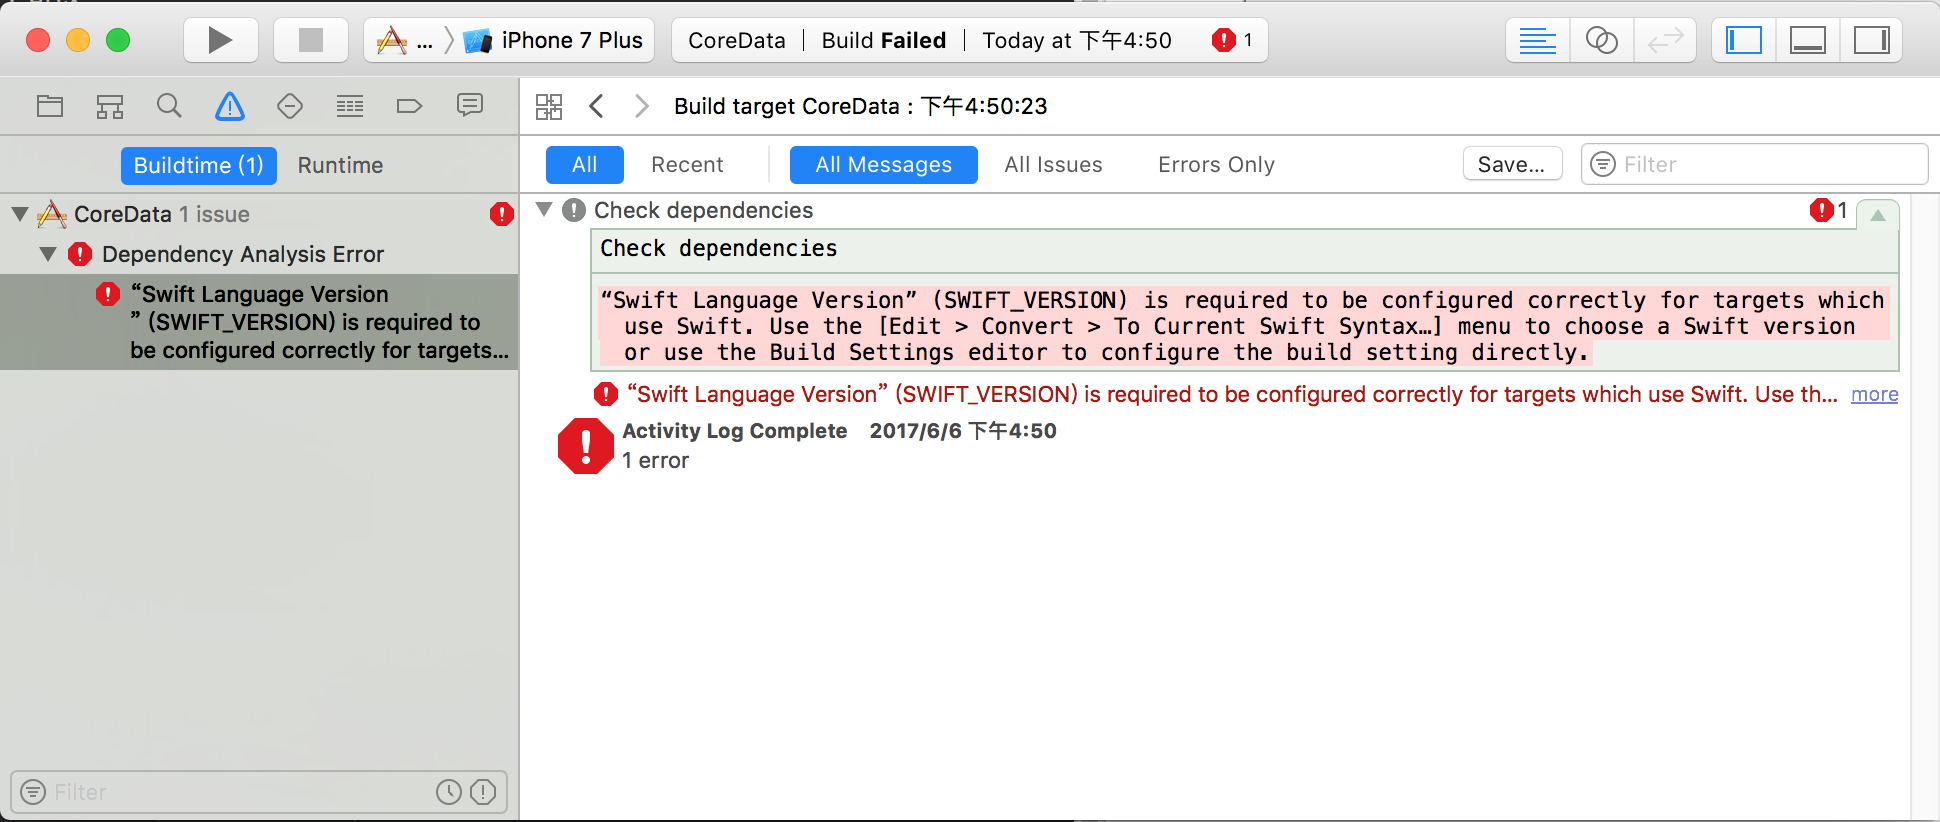 ... iPhone 7 Plus
CoreData | Build Failed | Today at 下午4:50 1
Build target CoreData : 下午4:50:23
Buildtime (1) Runtime
All Recent All Messages All Issues Errors Only Save... Filter
CoreData 1 issue
Dependency Analysis Error
“Swift Language Version
” (SWIFT_VERSION) is required to
be configured correctly for targets...
Check dependencies 1
Check dependencies
“Swift Language Version” (SWIFT_VERSION) is required to be configured correctly for targets which
use Swift. Use the [Edit > Convert > To Current Swift Syntax…] menu to choose a Swift version
or use the Build Settings editor to configure the build setting directly.
“Swift Language Version” (SWIFT_VERSION) is required to be configured correctly for targets which use Swift. Use th... more
Activity Log Complete 2017/6/6 下午4:50
1 error
Filter